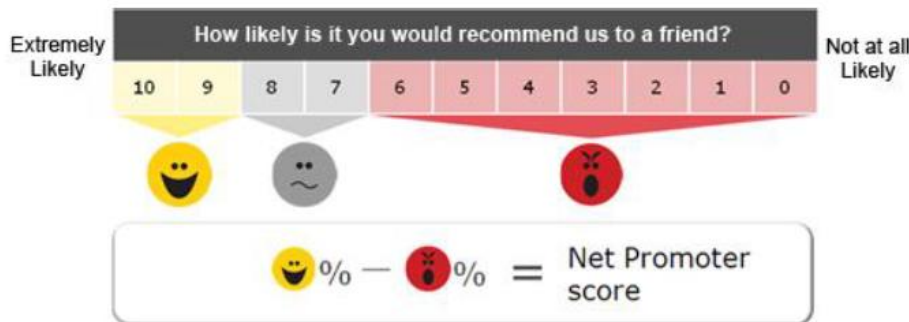 How likely is it you would recommend us to a friend?
Extremely
Likely
Not at all
Likely
10 9 8 7 6 5 4 3 2 1 0
% — % = Net Promoter
score